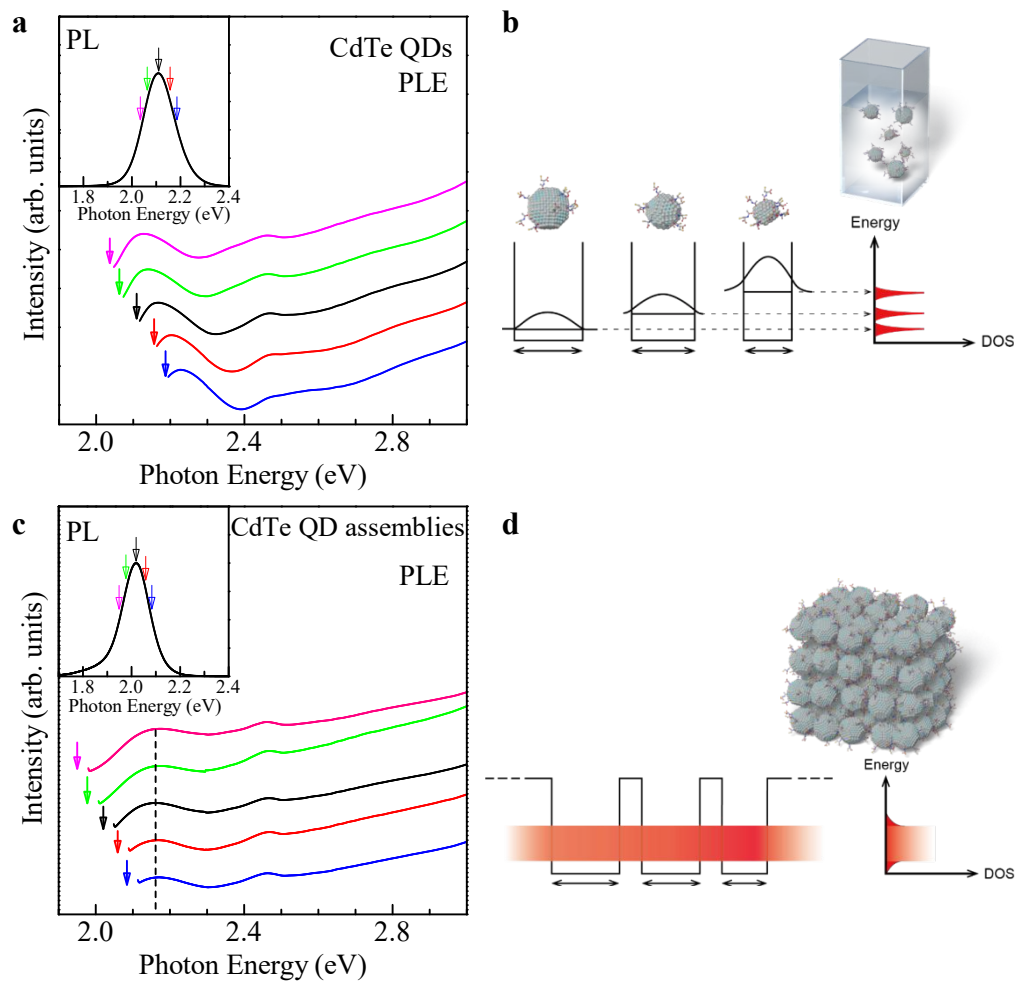 a
PL
CdTe QDs
PLE
1.8 2.0 2.2 2.4
Photon Energy (eV)
Intensity (arb. units)
2.0 2.4 2.8
Photon Energy (eV)
b
Energy
DOS
c
PL
CdTe QD assemblies
PLE
1.8 2.0 2.2 2.4
Photon Energy (eV)
Intensity (arb. units)
2.0 2.4 2.8
Photon Energy (eV)
d
Energy
DOS